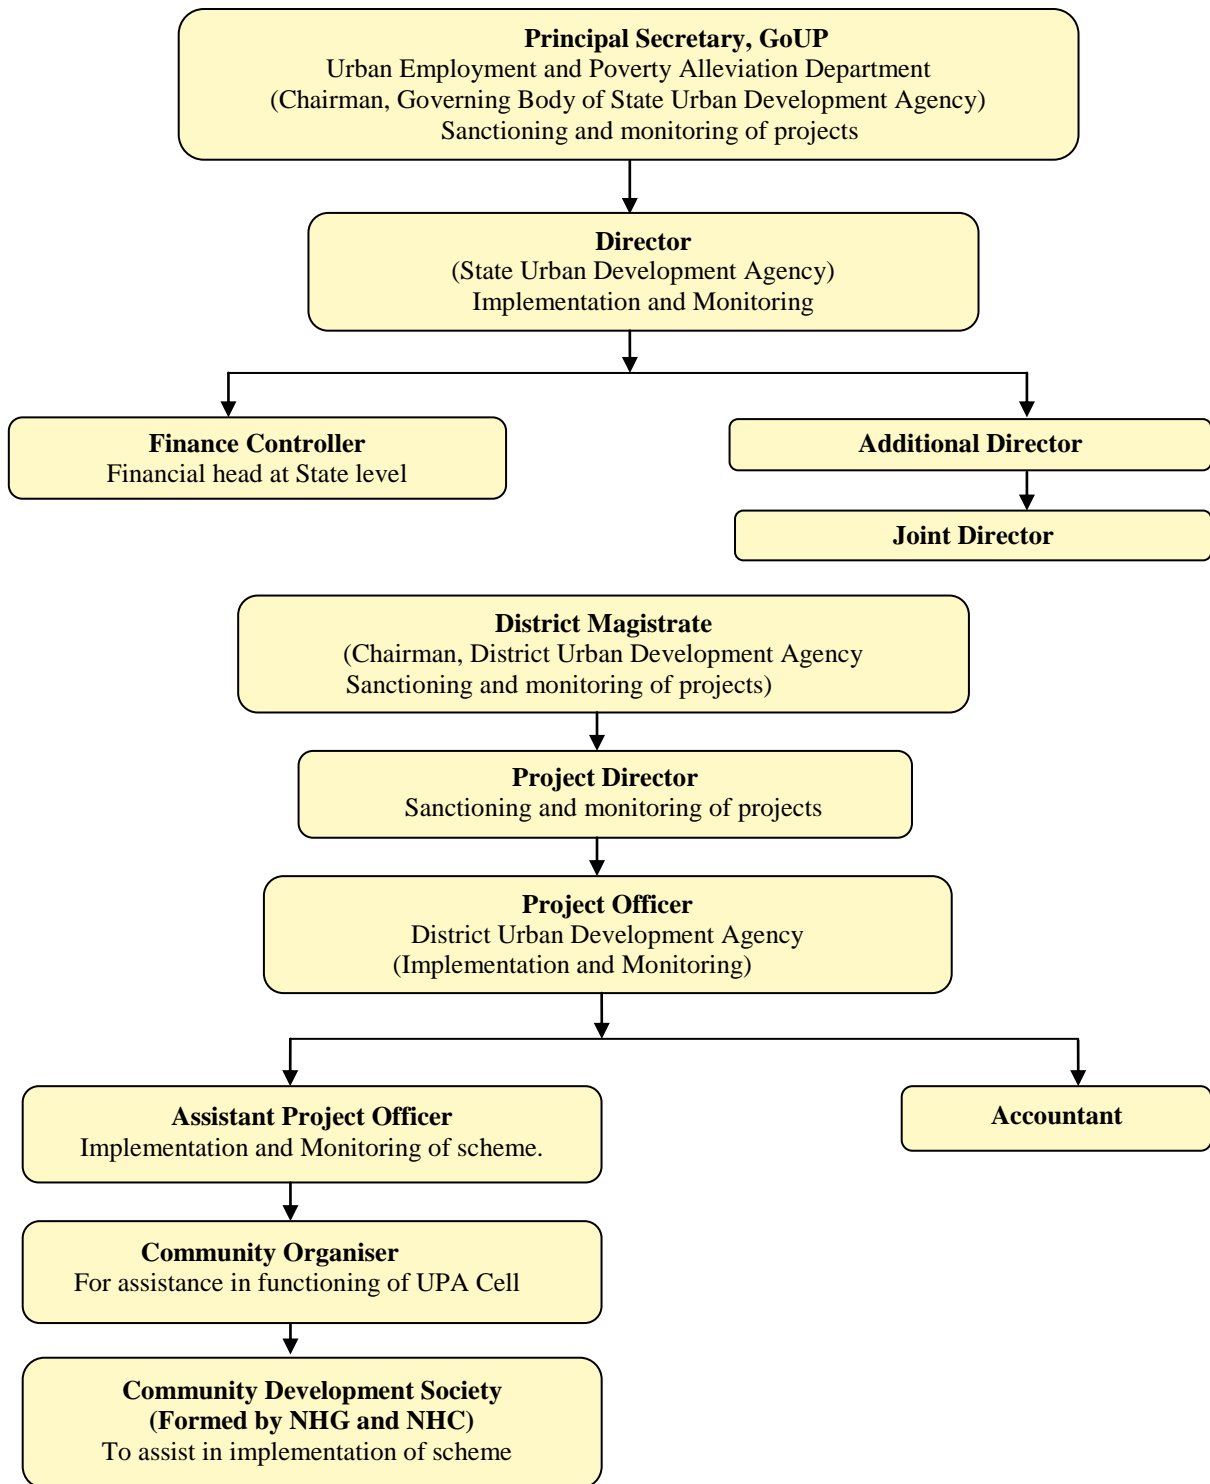 Principal Secretary, GoUP
Urban Employment and Poverty Alleviation Department
(Chairman, Governing Body of State Urban Development Agency)
Sanctioning and monitoring of projects
Director
(State Urban Development Agency)
Implementation and Monitoring
Finance Controller
Financial head at State level
Additional Director
Joint Director
District Magistrate
(Chairman, District Urban Development Agency
Sanctioning and monitoring of projects)
Project Director
Sanctioning and monitoring of projects
Project Officer
District Urban Development Agency
(Implementation and Monitoring)
Assistant Project Officer
Implementation and Monitoring of scheme.
Accountant
Community Organiser
For assistance in functioning of UPA Cell
Community Development Society
(Formed by NHG and NHC)
To assist in implementation of scheme